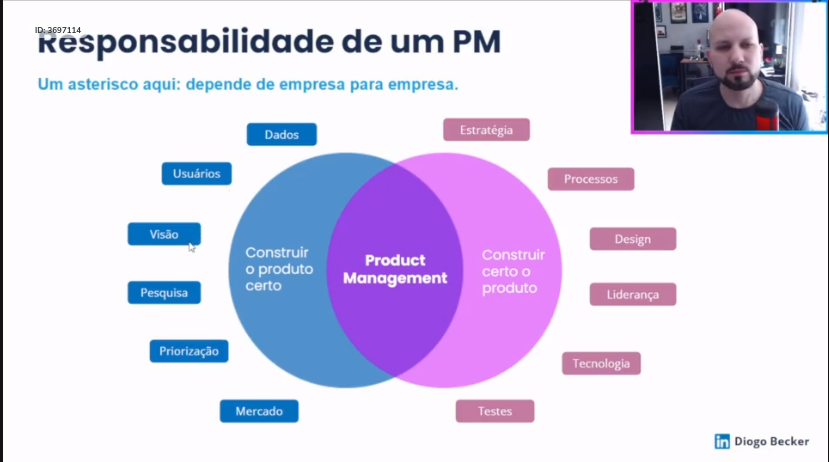 ID: 3697114
Responsabilidade de um PM
Um asterisco aqui: depende de empresa para empresa.
Dados
Estratégia
Usuários
Processos
Visão
Design
Construir
o produto
certo
Product
Management
Construir
certo o
produto
Pesquisa
Liderança
Priorização
Tecnologia
Mercado
Testes
in Diogo Becker